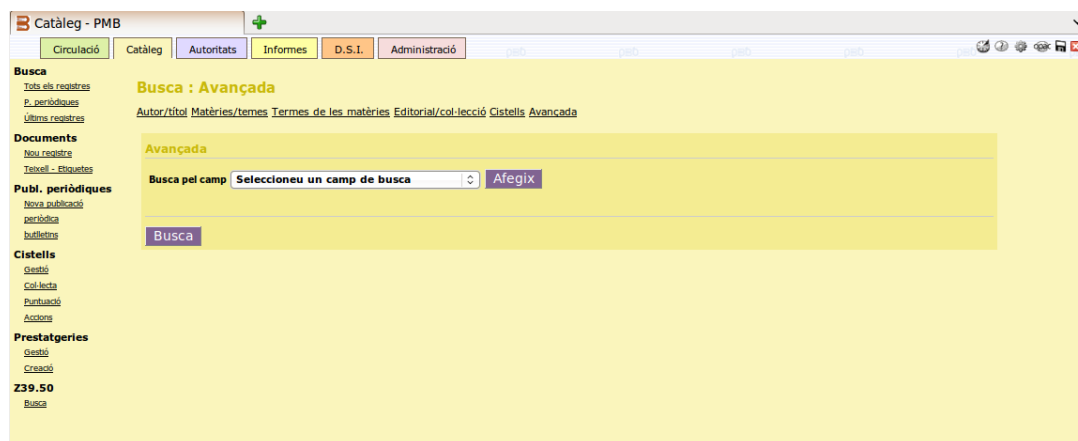 Catàleg - PMB
Circulació Catàleg Autoritats Informes D.S.I. Administració
Busca
Tots els registres
P. periòdiques
Últims registres
Documents
Nou registre
Teixell - Etiquetes
Publ. periòdiques
Nova publicació
periòdica
butlletins
Cistells
Gestió
Col·lecta
Puntuació
Accions
Prestatgeries
Gestió
Creació
Z39.50
Busca
Busca : Avançada
Autor/títol Matèries/temes Termes de les matèries Editorial/col·lecció Cistells Avançada
Avançada
Busca pel camp Seleccioneu un camp de busca Afegix
Busca